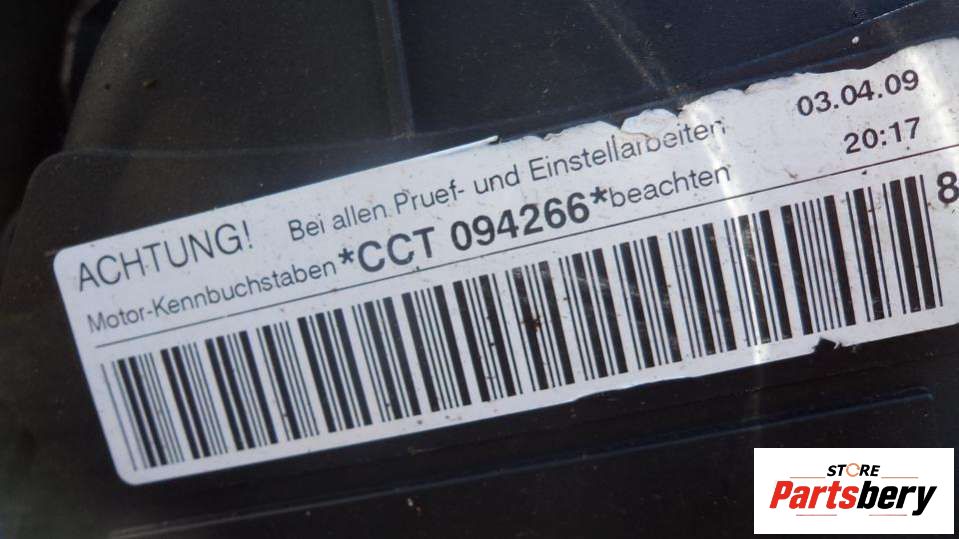 ACHTUNG! Bei allen Pruef- und Einstellarbeiten 03.04.09
Motor-Kennbuchstaben *CCT 094266* beachten 20:17
8
STORE
Partsbery